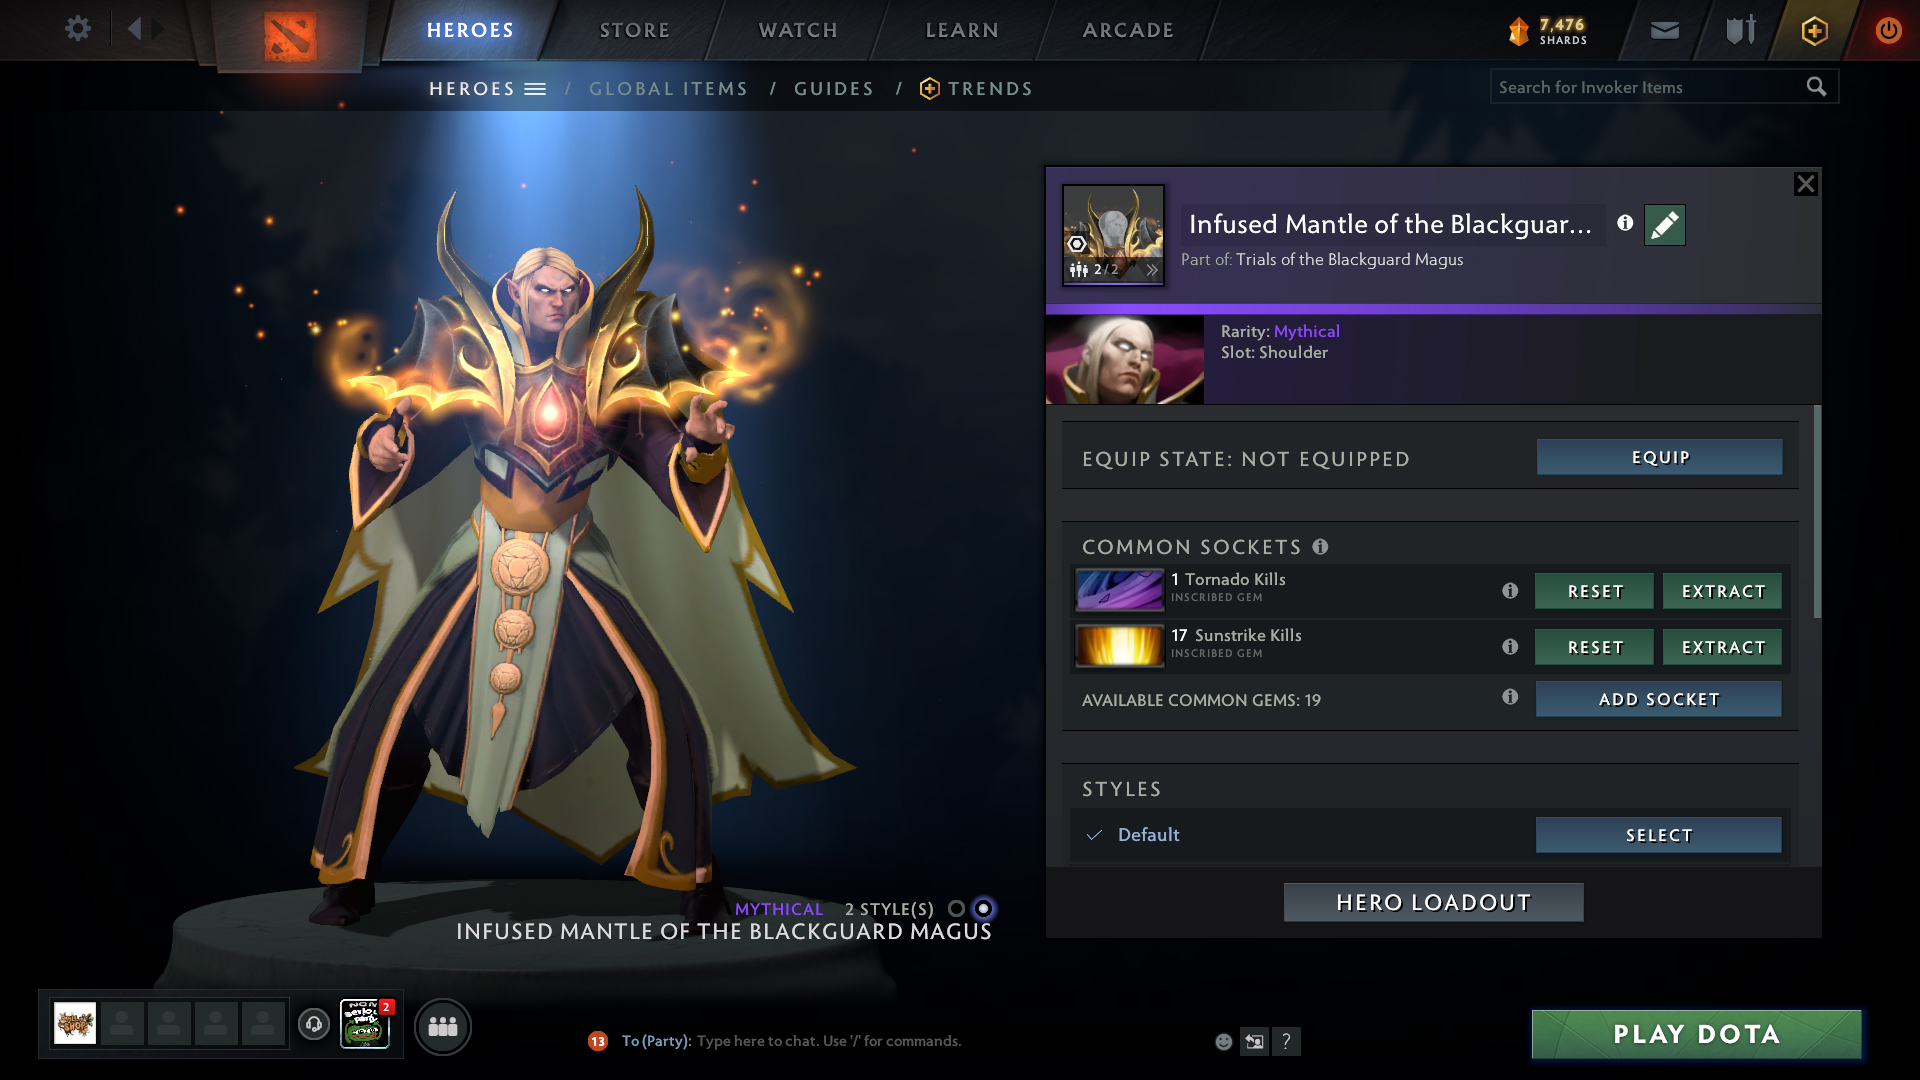 HEROES
STORE
WATCH
LEARN
ARCADE
7,476
SHARDS
HEROES / GLOBAL ITEMS / GUIDES / TRENDS
Search for Invoker Items
Infused Mantle of the Blackguar...
Part of: Trials of the Blackguard Magus
2/2
Rarity: Mythical
Slot: Shoulder
EQUIP STATE: NOT EQUIPPED
EQUIP
COMMON SOCKETS
1 Tornado Kills
INSCRIBED GEM
RESET
EXTRACT
17 Sunstrike Kills
INSCRIBED GEM
RESET
EXTRACT
AVAILABLE COMMON GEMS: 19
ADD SOCKET
STYLES
Default
SELECT
HERO LOADOUT
MYTHICAL 2 STYLE(S)
INFUSED MANTLE OF THE BLACKGUARD MAGUS
2
13
To (Party): Type here to chat. Use '/' for commands.
?
PLAY DOTA